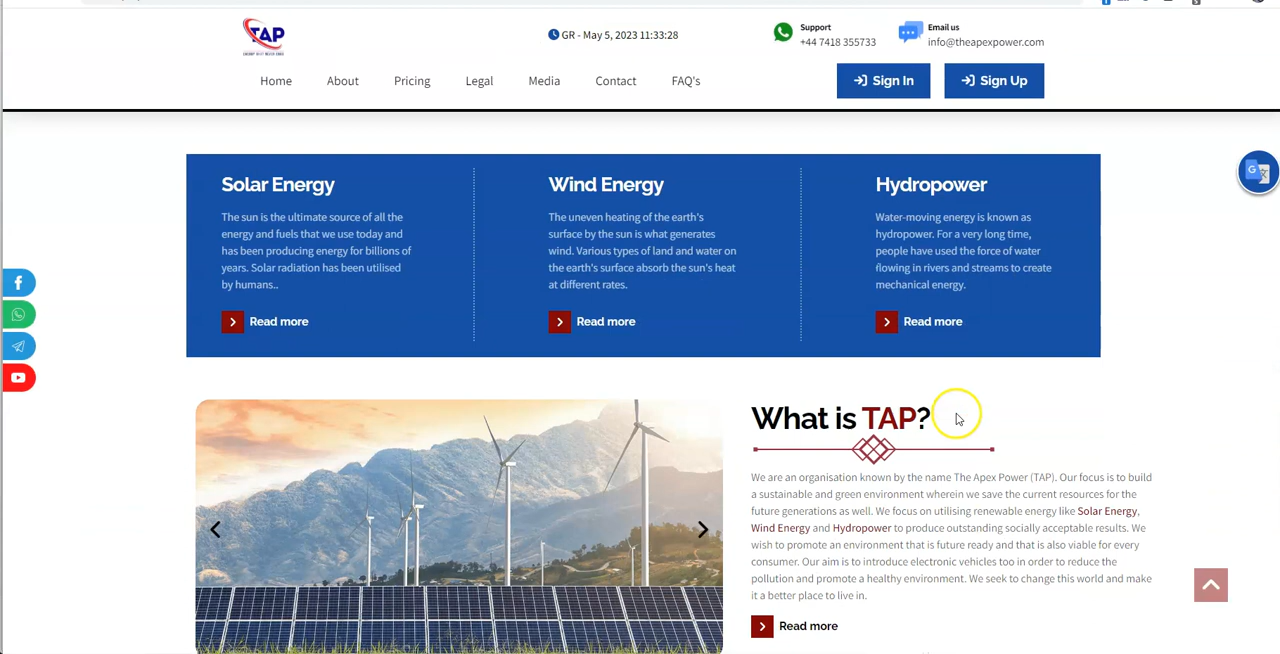 TAP
GR - May 5, 2023 11:33:28
Support
+44 7418 355733
Email us
info@theapexpower.com
Home
About
Pricing
Legal
Media
Contact
FAQ's
Sign In
Sign Up
Solar Energy
The sun is the ultimate source of all the
energy and fuels that we use today and
has been producing energy for billions of
years. Solar radiation has been utilised
by humans..
Read more
Wind Energy
The uneven heating of the earth's
surface by the sun is what generates
wind. Various types of land and water on
the earth's surface absorb the sun's heat
at different rates.
Read more
Hydropower
Water-moving energy is known as
hydropower. For a very long time,
people have used the force of water
flowing in rivers and streams to create
mechanical energy.
Read more
What is TAP?
We are an organisation known by the name The Apex Power (TAP). Our focus is to build
a sustainable and green environment wherein we save the current resources for the
future generations as well. We focus on utilising renewable energy like Solar Energy,
Wind Energy and Hydropower to produce outstanding socially acceptable results. We
wish to promote an environment that is future ready and that is also viable for every
consumer. Our aim is to introduce electronic vehicles too in order to reduce the
pollution and promote a healthy environment. We seek to change this world and make
it a better place to live in.
Read more